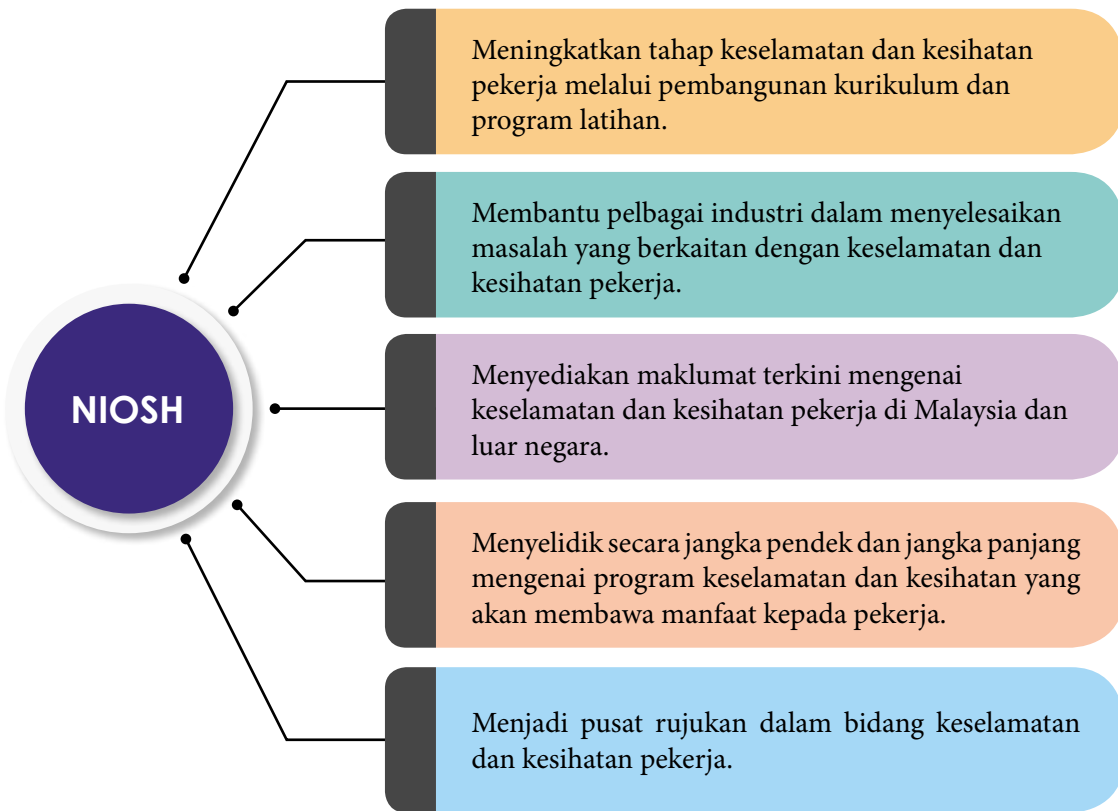 Meningkatkan tahap keselamatan dan kesihatan
pekerja melalui pembangunan kurikulum dan
program latihan.
Membantu pelbagai industri dalam menyelesaikan
masalah yang berkaitan dengan keselamatan dan
kesihatan pekerja.
NIOSH
Menyediakan maklumat terkini mengenai
keselamatan dan kesihatan pekerja di Malaysia dan
luar negara.
Menyelidik secara jangka pendek dan jangka panjang
mengenai program keselamatan dan kesihatan yang
akan membawa manfaat kepada pekerja.
Menjadi pusat rujukan dalam bidang keselamatan
dan kesihatan pekerja.